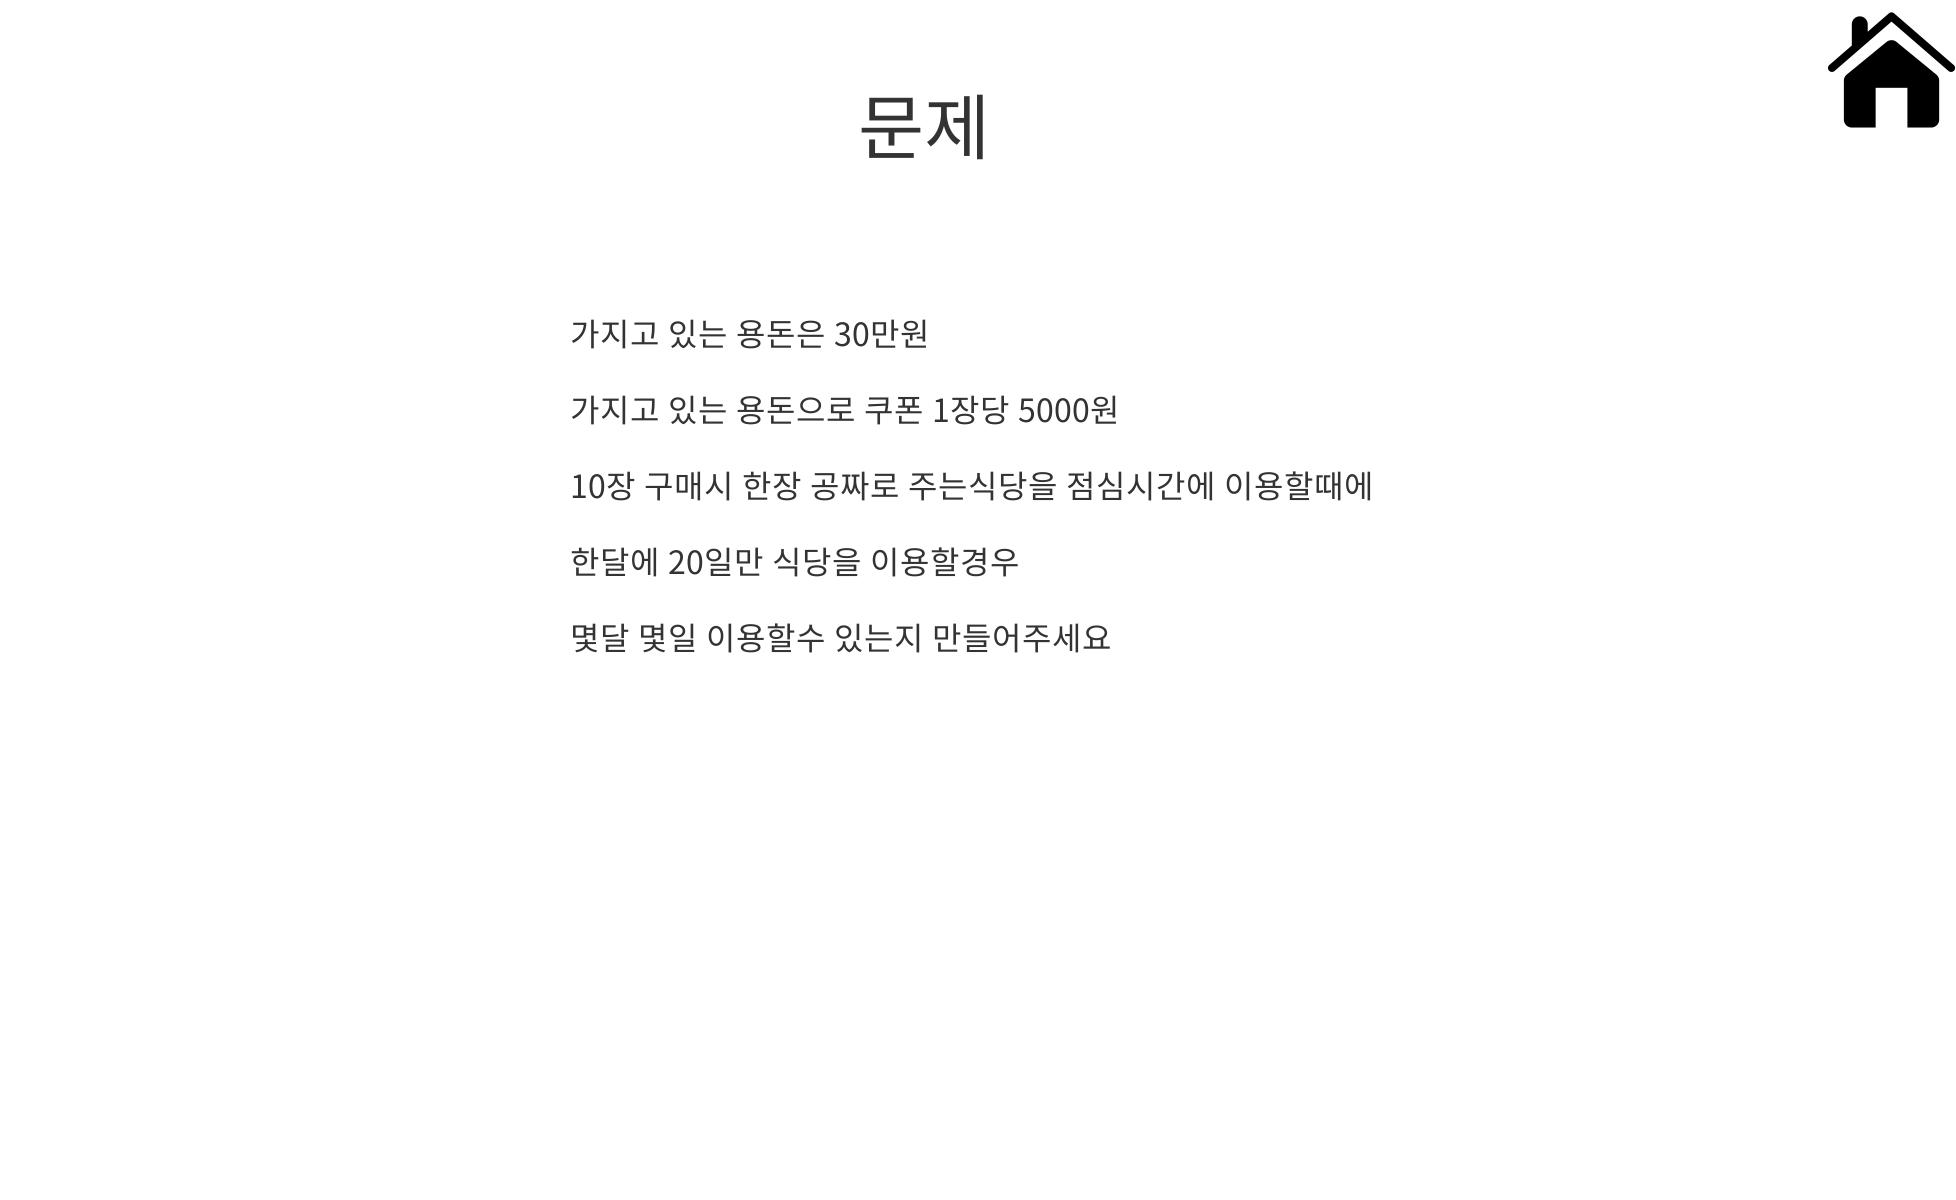 문제
가지고 있는 용돈은 30만원
가지고 있는 용돈으로 쿠폰 1장당 5000원
10장 구매시 한장 공짜로 주는식당을 점심시간에 이용할때에
한달에 20일만 식당을 이용할경우
몇달 몇일 이용할수 있는지 만들어주세요